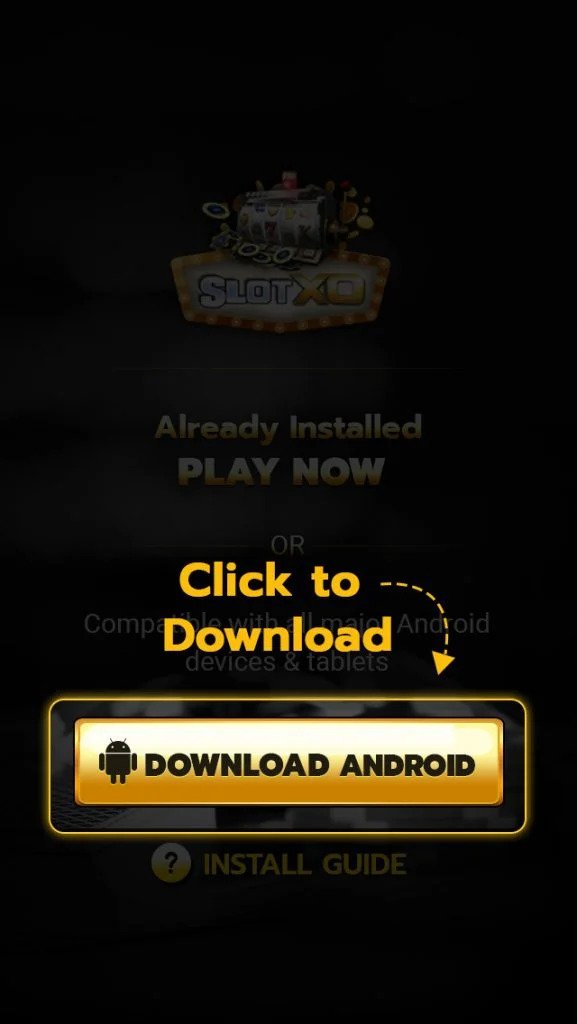 SLOTXO
Already Installed
PLAY NOW
OR
Click to
Compatible with all major Android
Download
devices & tablets
DOWNLOAD ANDROID
? INSTALL GUIDE